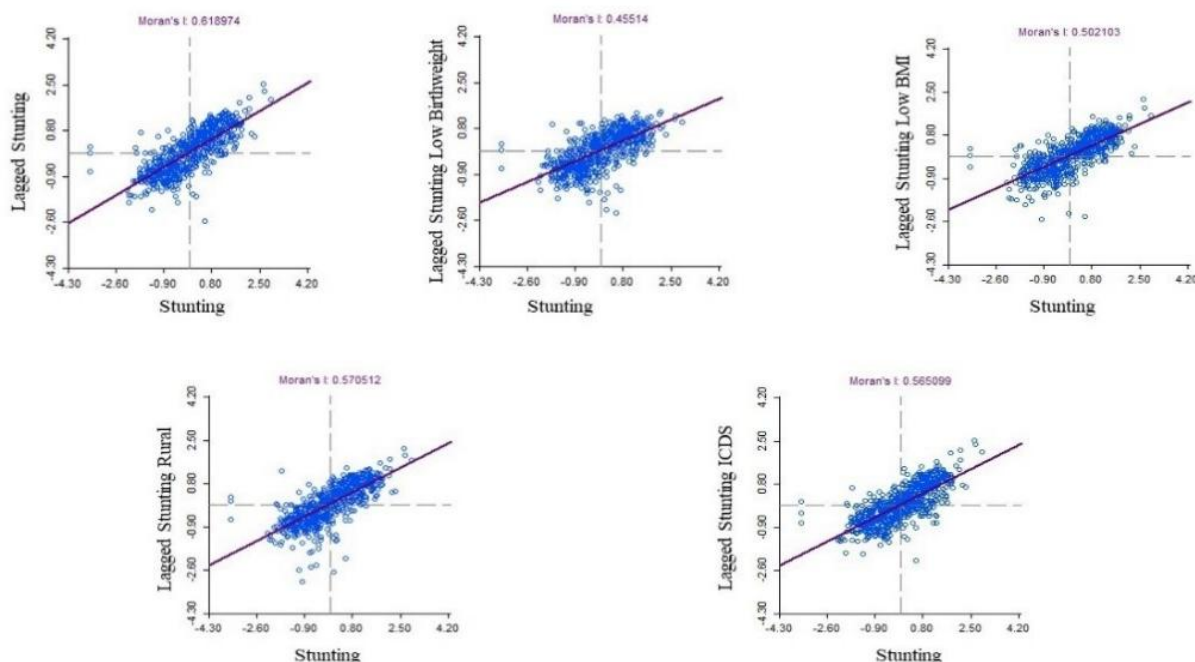 Moran's I: 0.618974
Lagged Stunting
4.20
2.50
0.80
-0.90
-2.60
-4.30
-4.30 -2.60 -0.90 0.80 2.50 4.20
Stunting
Moran's I: 0.45514
Lagged Stunting Low Birthweight
4.20
2.50
0.80
-0.90
-2.60
-4.30
-4.30 -2.60 -0.90 0.80 2.50 4.20
Stunting
Moran's I: 0.502103
Lagged Stunting Low BMI
4.20
2.50
0.80
-0.90
-2.60
-4.30
-4.30 -2.60 -0.90 0.80 2.50 4.20
Stunting
Moran's I: 0.570512
Lagged Stunting Rural
4.20
2.50
0.80
-0.90
-2.60
-4.30
-4.30 -2.60 -0.90 0.80 2.50 4.20
Stunting
Moran's I: 0.565099
Lagged Stunting ICDS
4.20
2.50
0.80
-0.90
-2.60
-4.30
-4.30 -2.60 -0.90 0.80 2.50 4.20
Stunting